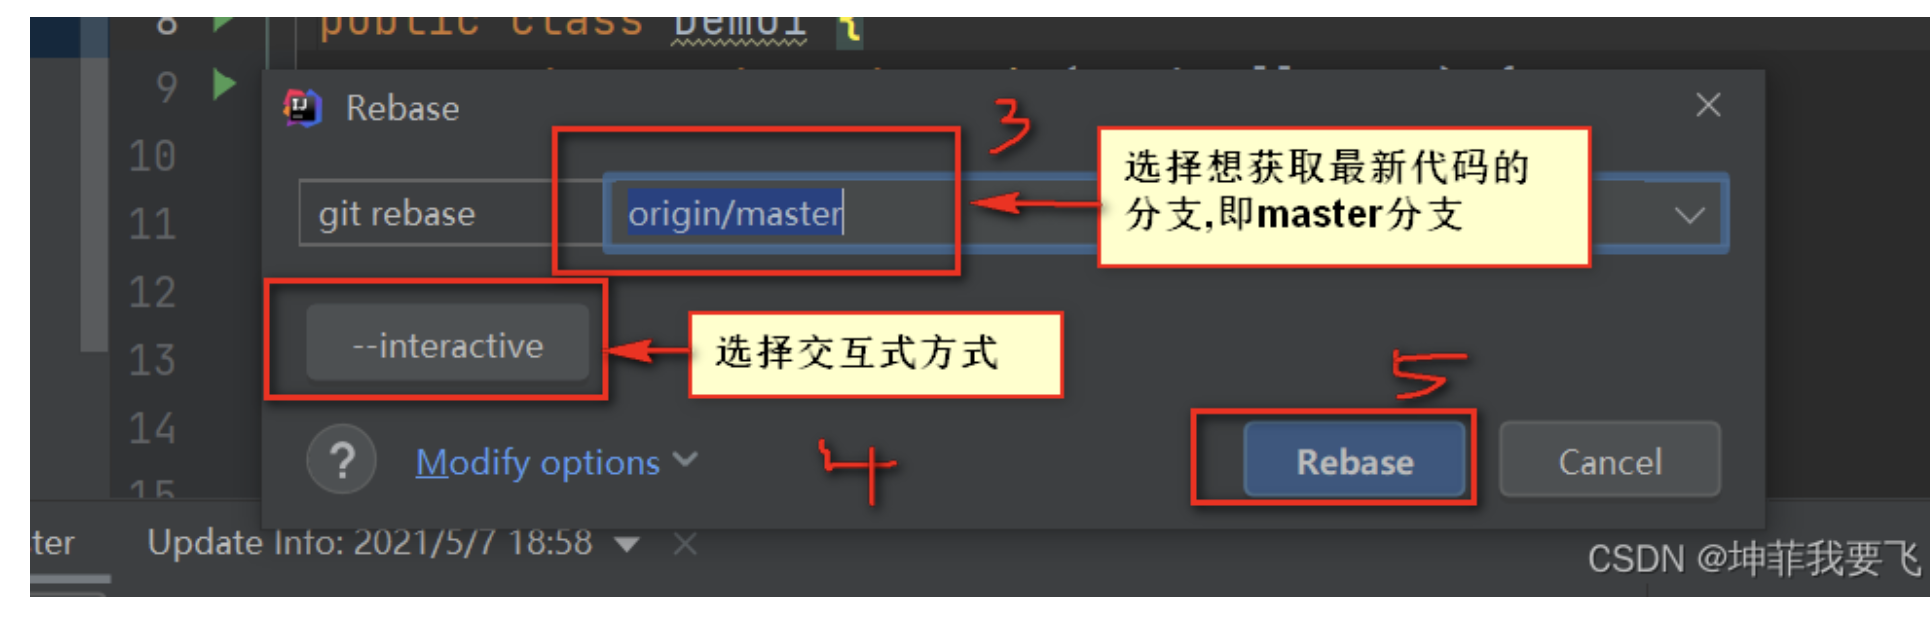 8 public class Demo1 {
9
Rebase
3
10
选择想获取最新代码的
分支,即master分支
11
git rebase origin/master
12
--interactive
选择交互式方式
13
5
14
? Modify options
4
Rebase Cancel
15
ter Update Info: 2021/5/7 18:58
CSDN @坤菲我要飞